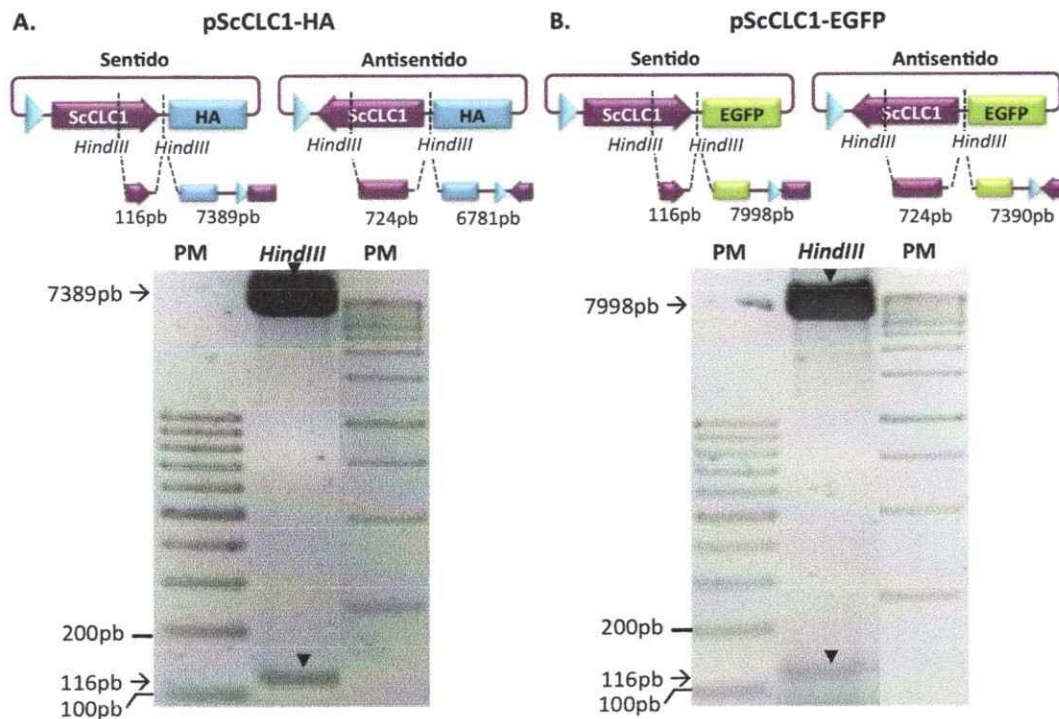 A.
pScCLC1-HA
Sentido
Antisentido
ScCLC1
HA
ScCLC1
HA
HindIII
HindIII
HindIII
HindIII
116pb
7389pb
724pb
6781pb
PM
HindIII
PM
7389pb
200pb
116pb
100pb
B.
pScCLC1-EGFP
Sentido
Antisentido
ScCLC1
EGFP
ScCLC1
EGFP
HindIII
HindIII
HindIII
HindIII
116pb
7998pb
724pb
7390pb
PM
HindIII
PM
7998pb
200pb
116pb
100pb